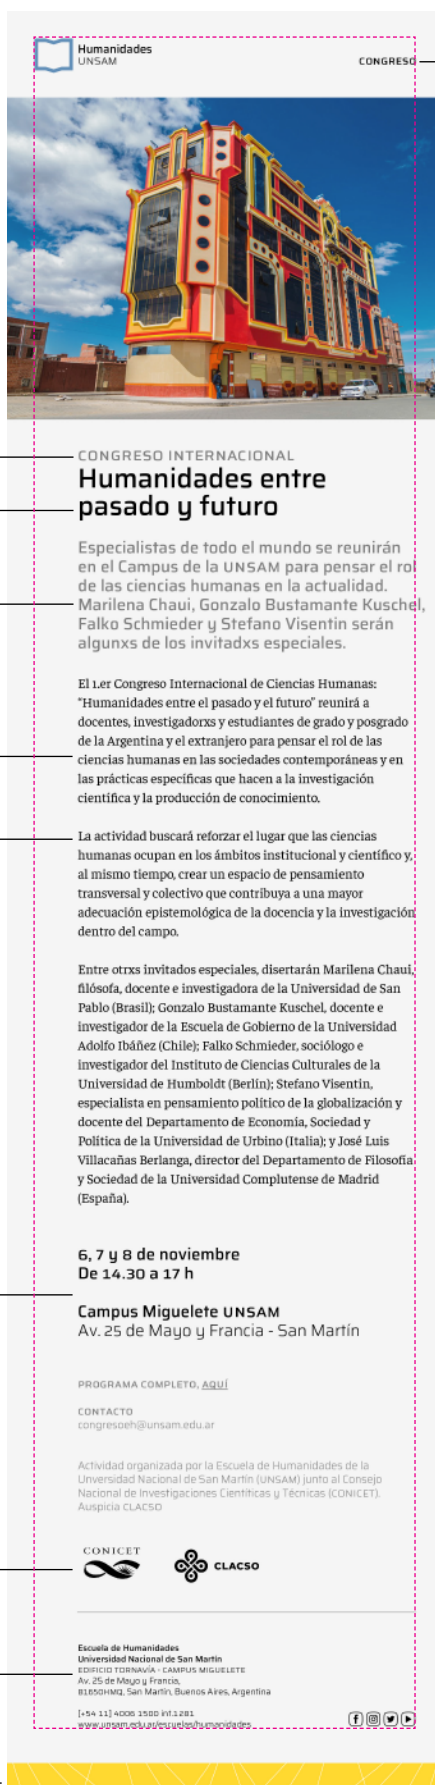 Humanidades
UNSAM
CONGRESO
CONGRESO INTERNACIONAL
Humanidades entre
pasado y futuro
Especialistas de todo el mundo se reunirán
en el Campus de la UNSAM para pensar el rol
de las ciencias humanas en la actualidad.
Marilena Chaui, Gonzalo Bustamante Kuschel,
Falko Schmieder y Stefano Visentin serán
algunxs de los invitadxs especiales.
El 1.er Congreso Internacional de Ciencias Humanas:
“Humanidades entre el pasado y el futuro” reunirá a
docentes, investigadorxs y estudiantes de grado y posgrado
de la Argentina y el extranjero para pensar el rol de las
ciencias humanas en las sociedades contemporáneas y en
las prácticas específicas que hacen a la investigación
científica y la producción de conocimiento.
La actividad buscará reforzar el lugar que las ciencias
humanas ocupan en los ámbitos institucional y científico y,
al mismo tiempo, crear un espacio de pensamiento
transversal y colectivo que contribuya a una mayor
adecuación epistemológica de la docencia y la investigación
dentro del campo.
Entre otrxs invitados especiales, disertarán Marilena Chaui,
filósofa, docente e investigadora de la Universidad de San
Pablo (Brasil); Gonzalo Bustamante Kuschel, docente e
investigador de la Escuela de Gobierno de la Universidad
Adolfo Ibáñez (Chile); Falko Schmieder, sociólogo e
investigador del Instituto de Ciencias Culturales de la
Universidad de Humboldt (Berlín); Stefano Visentin,
especialista en pensamiento político de la globalización y
docente del Departamento de Economía, Sociedad y
Política de la Universidad de Urbino (Italia); y José Luis
Villacañas Berlanga, director del Departamento de Filosofía
y Sociedad de la Universidad Complutense de Madrid
(España).
6, 7 y 8 de noviembre
De 14.30 a 17 h
Campus Miguelete UNSAM
Av. 25 de Mayo y Francia - San Martín
PROGRAMA COMPLETO, AQUÍ
CONTACTO
congresoeh@unsam.edu.ar
Actividad organizada por la Escuela de Humanidades de la
Unversidad Nacional de San Martín (UNSAM) junto al Consejo
Nacional de Investigaciones Científicas y Técnicas (CONICET).
Auspicia CLACSO
CONICET
CLACSO
Escuela de Humanidades
Universidad Nacional de San Martín
EDIFICIO TORNAVÍA - CAMPUS MIGUELETE
Av. 25 de Mayo y Francia,
B1650HMQ, San Martín, Buenos Aires, Argentina
[+54 11] 4006 1500 int.1281
www.unsam.edu.ar/escuelas/humanidades